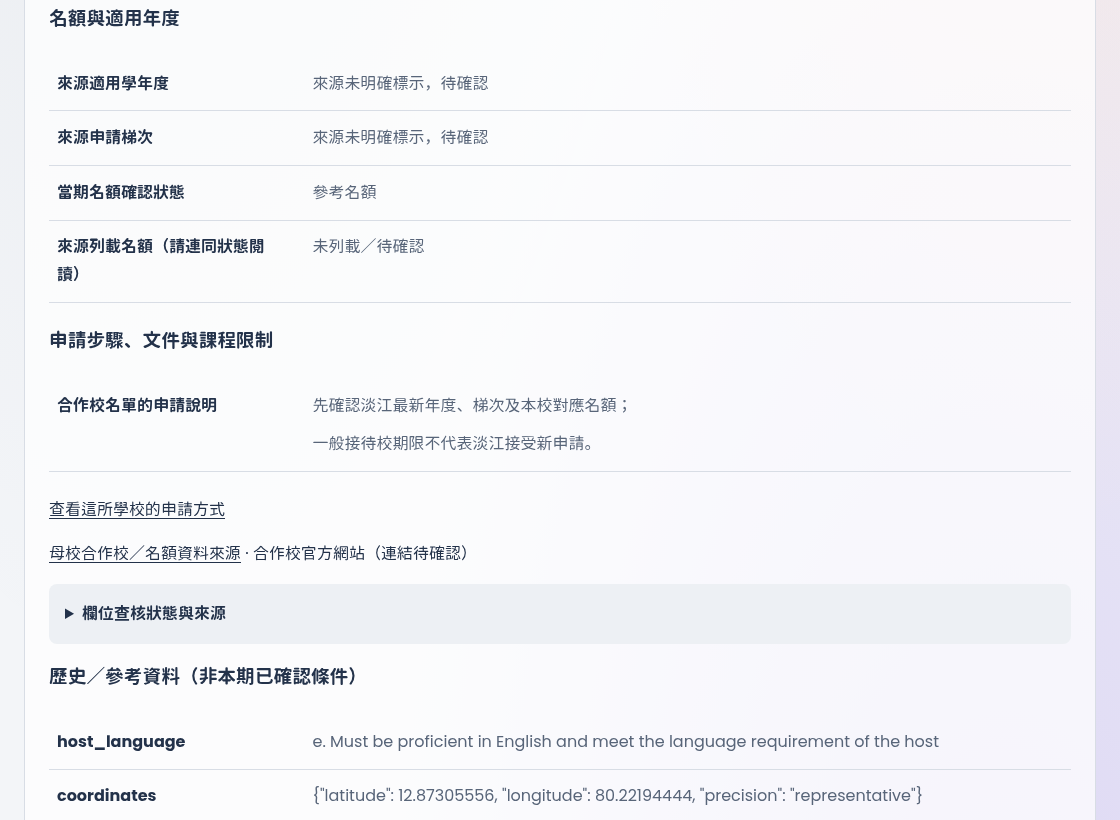 名額與適用年度
來源適用學年度 來源未明確標示，待確認
來源申請梯次 來源未明確標示，待確認
當期名額確認狀態 參考名額
來源列載名額（請連同狀態閱 未列載／待確認
讀）
申請步驟、文件與課程限制
合作校名單的申請說明 先確認淡江最新年度、梯次及本校對應名額；
一般接待校期限不代表淡江接受新申請。
查看這所學校的申請方式
母校合作校／名額資料來源 · 合作校官方網站（連結待確認）
▶ 欄位查核狀態與來源
歷史／參考資料（非本期已確認條件）
host_language e. Must be proficient in English and meet the language requirement of the host
coordinates {"latitude": 12.87305556, "longitude": 80.22194444, "precision": "representative"}